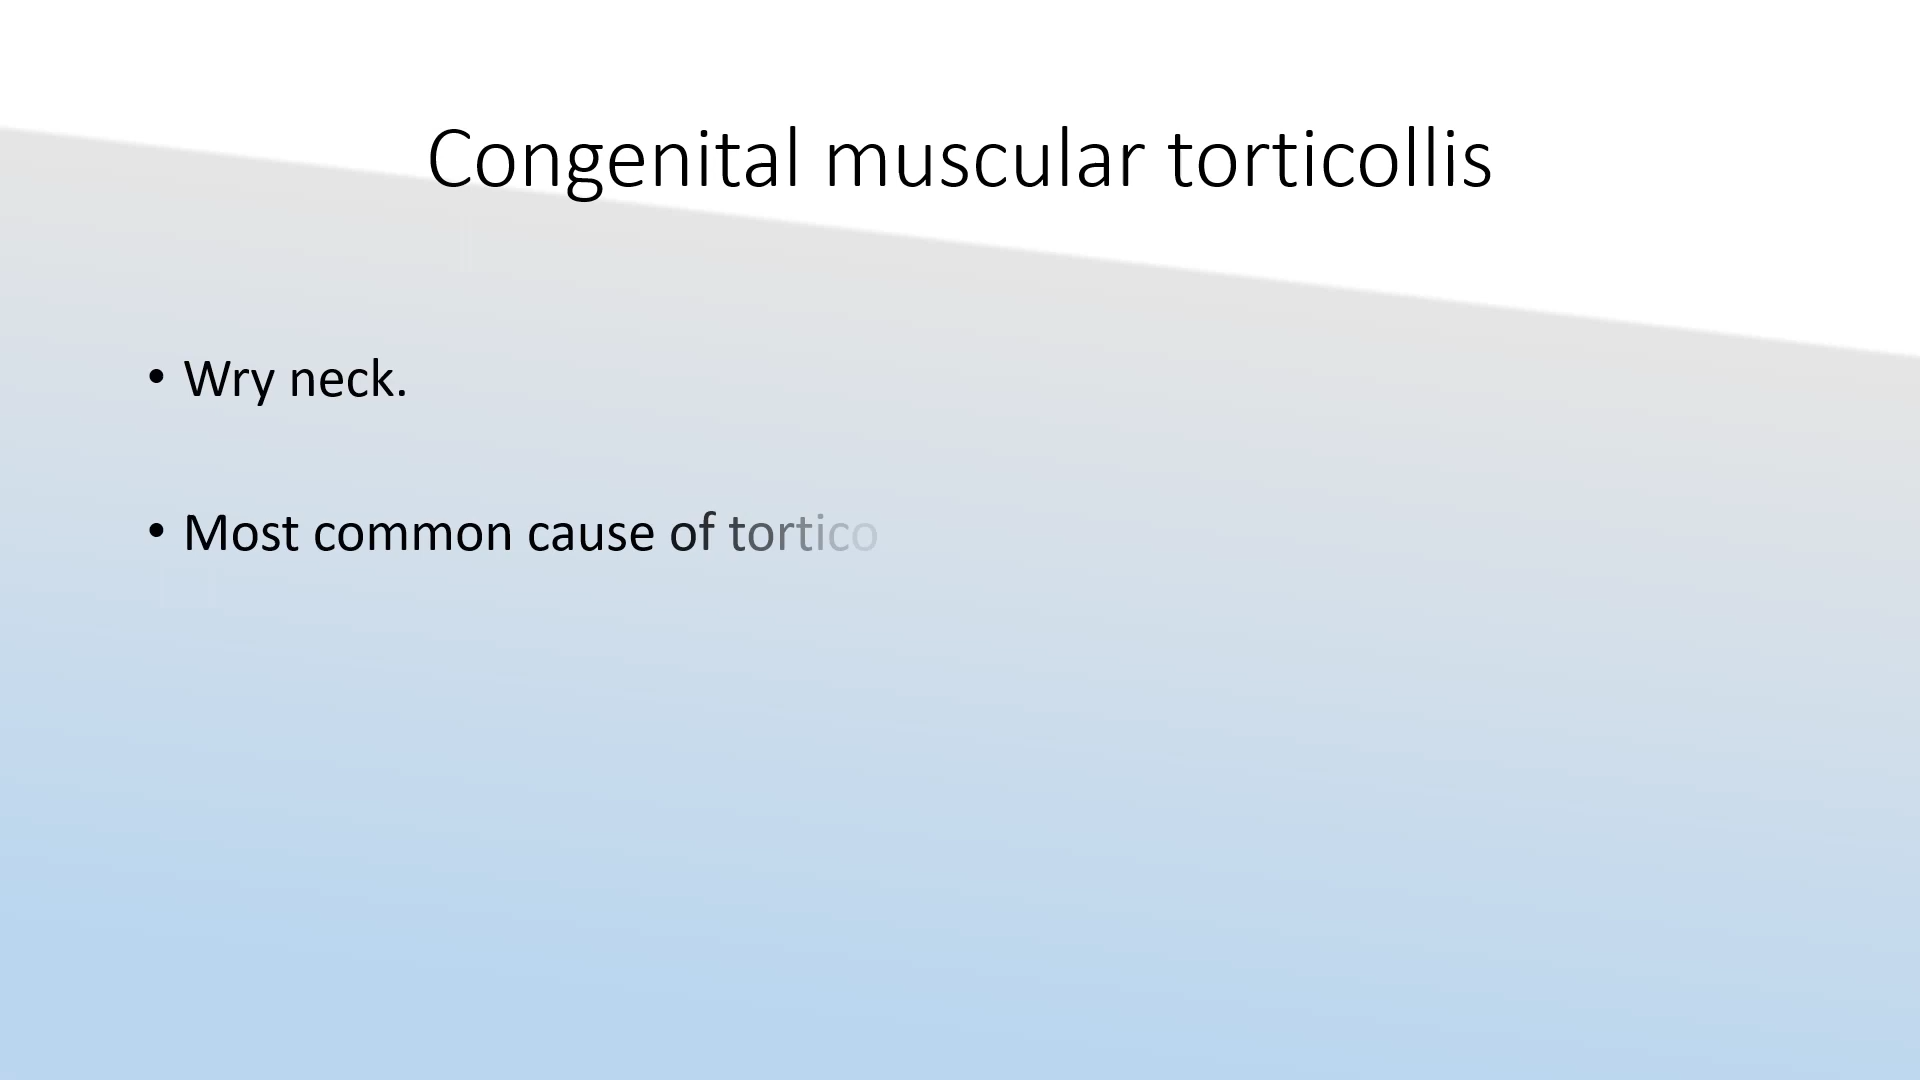 Congenital muscular torticollis
• Wry neck.
• Most common cause of tortico